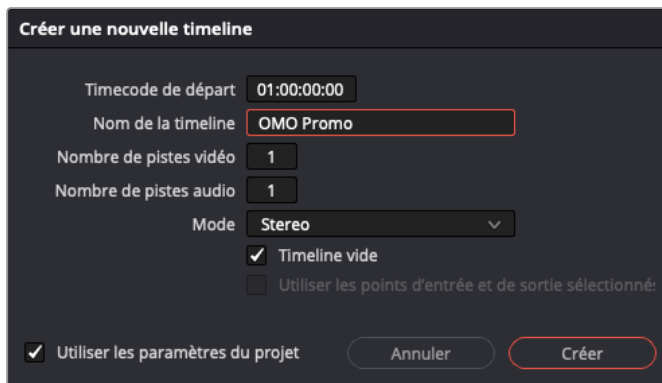 Créer une nouvelle timeline
Timecode de départ 01:00:00:00
Nom de la timeline OMO Promo
Nombre de pistes vidéo 1
Nombre de pistes audio 1
Mode Stereo
Timeline vide
Utiliser les points d'entrée et de sortie sélectionné
Utiliser les paramètres du projet Annuler Créer